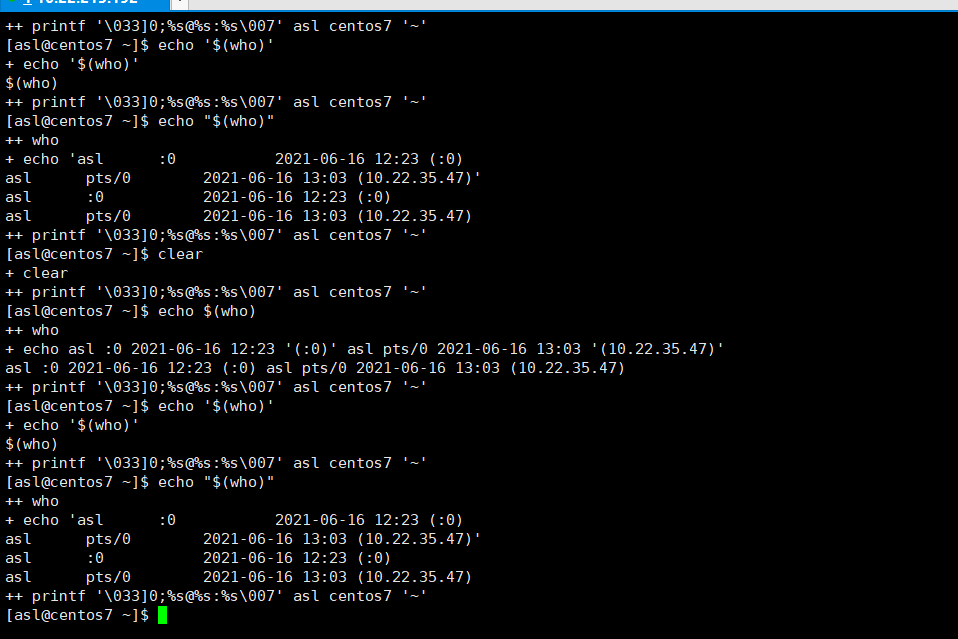 ++ printf '\033]0;%s@%s:%s\007' asl centos7 '~'
[asl@centos7 ~]$ echo '$(who)'
+ echo '$(who)'
$(who)
++ printf '\033]0;%s@%s:%s\007' asl centos7 '~'
[asl@centos7 ~]$ echo "$(who)"
++ who
+ echo 'asl      :0           2021-06-16 12:23 (:0)
asl      pts/0        2021-06-16 13:03 (10.22.35.47)'
asl      :0           2021-06-16 12:23 (:0)
asl      pts/0        2021-06-16 13:03 (10.22.35.47)
++ printf '\033]0;%s@%s:%s\007' asl centos7 '~'
[asl@centos7 ~]$ clear
+ clear
++ printf '\033]0;%s@%s:%s\007' asl centos7 '~'
[asl@centos7 ~]$ echo $(who)
++ who
+ echo asl :0 2021-06-16 12:23 '(:0)' asl pts/0 2021-06-16 13:03 '(10.22.35.47)'
asl :0 2021-06-16 12:23 (:0) asl pts/0 2021-06-16 13:03 (10.22.35.47)
++ printf '\033]0;%s@%s:%s\007' asl centos7 '~'
[asl@centos7 ~]$ echo '$(who)'
+ echo '$(who)'
$(who)
++ printf '\033]0;%s@%s:%s\007' asl centos7 '~'
[asl@centos7 ~]$ echo "$(who)"
++ who
+ echo 'asl      :0           2021-06-16 12:23 (:0)
asl      pts/0        2021-06-16 13:03 (10.22.35.47)'
asl      :0           2021-06-16 12:23 (:0)
asl      pts/0        2021-06-16 13:03 (10.22.35.47)
++ printf '\033]0;%s@%s:%s\007' asl centos7 '~'
[asl@centos7 ~]$